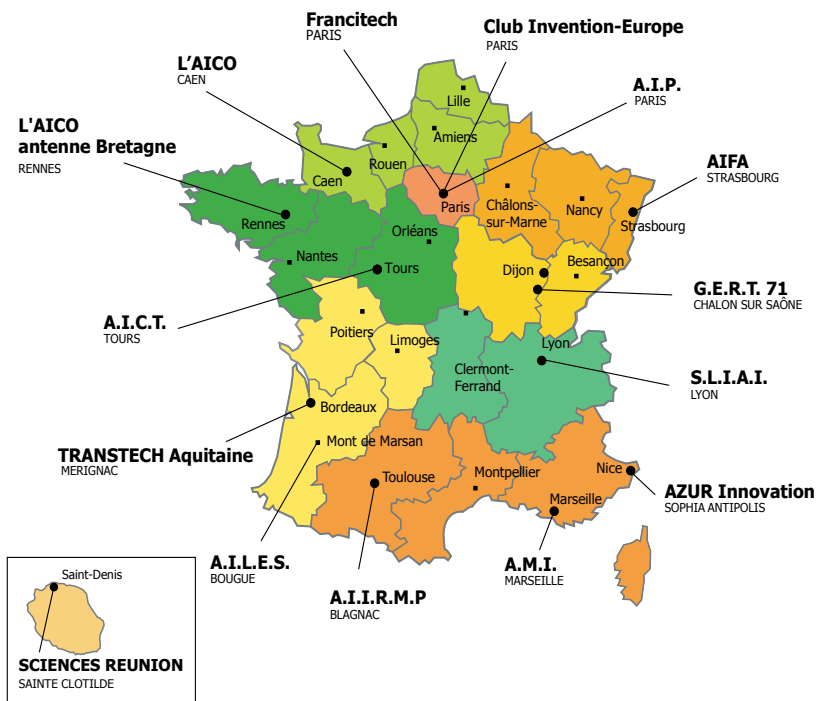 Francitech
PARIS
Club Invention-Europe
PARIS
L'AICO
CAEN
A.I.P.
PARIS
L'AICO
antenne Bretagne
RENNES
AIFA
STRASBOURG
Lille
Amiens
Rouen
Caen
Paris
Châlons-
sur-Marne
Nancy
Strasbourg
Rennes
Orléans
Nantes
Tours
Dijon
Besançon
G.E.R.T. 71
CHALON SUR SAÔNE
A.I.C.T.
TOURS
Poitiers
Limoges
Lyon
Clermont-
Ferrand
S.L.I.A.I.
LYON
Bordeaux
TRANSTECH Aquitaine
MERIGNAC
Mont de Marsan
Toulouse
Montpellier
Nice
Marseille
AZUR Innovation
SOPHIA ANTIPOLIS
A.I.L.E.S.
BOUGUE
A.I.I.R.M.P
BLAGNAC
A.M.I.
MARSEILLE
Saint-Denis
SCIENCES REUNION
SAINTE CLOTILDE